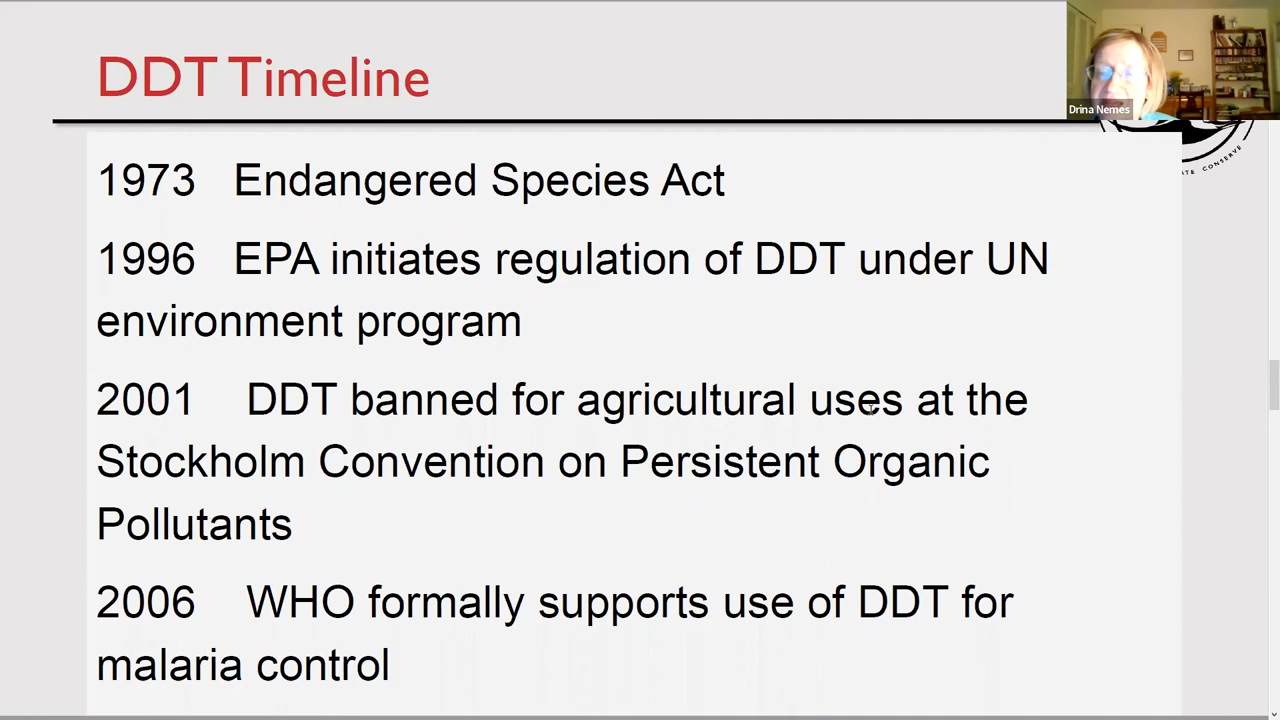 DDT Timeline
Drina Nemes
CONSERVE
1973 Endangered Species Act
1996 EPA initiates regulation of DDT under UN
environment program
2001 DDT banned for agricultural uses at the
Stockholm Convention on Persistent Organic
Pollutants
2006 WHO formally supports use of DDT for
malaria control